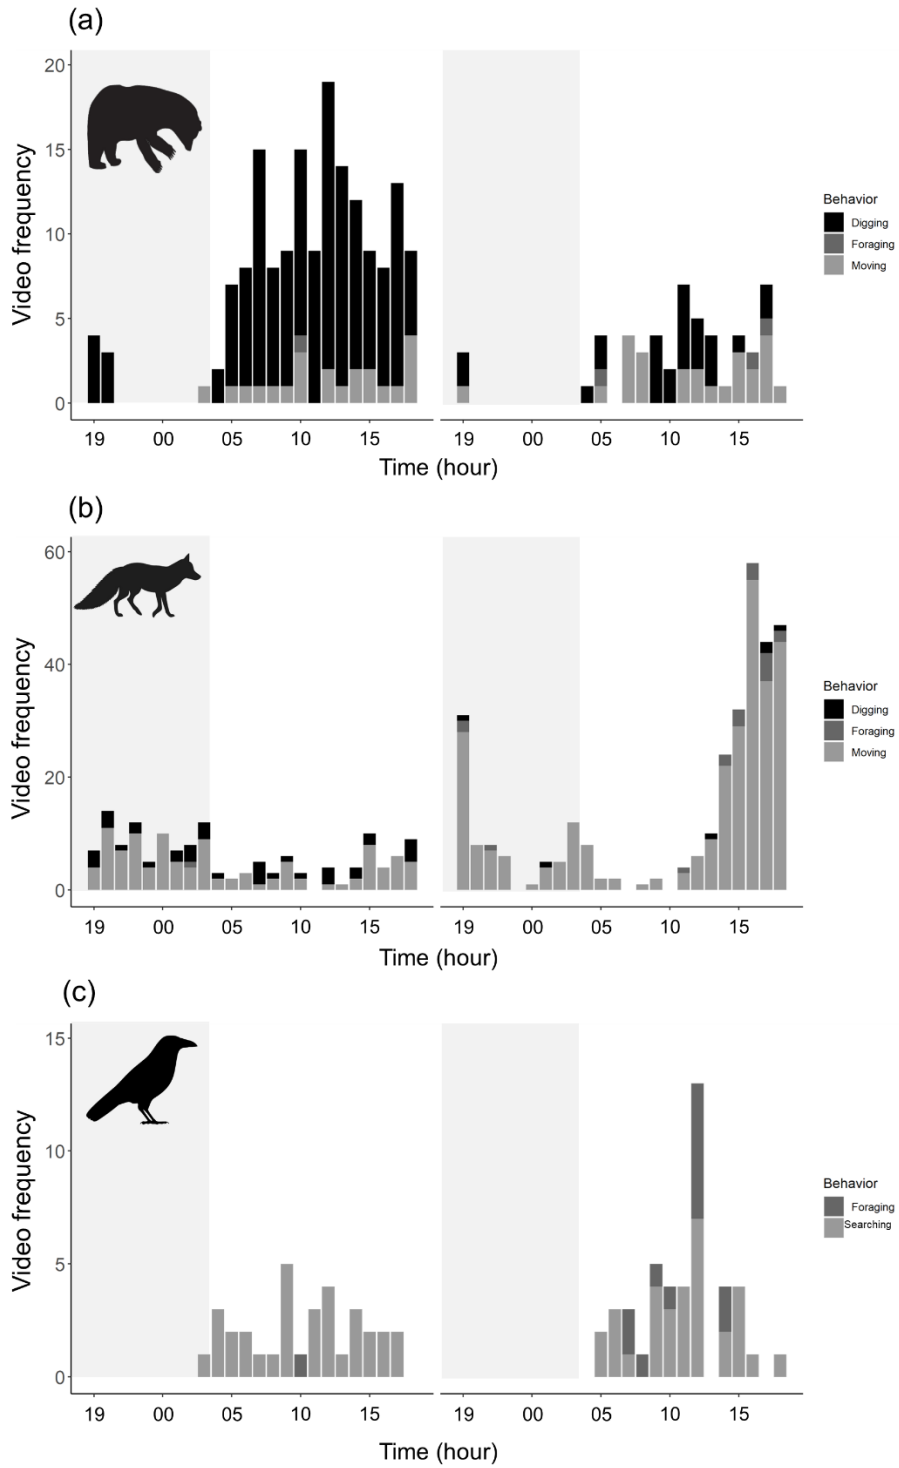 (a)
Video frequency
20
15
10
5
0
19 00 05 10 15 19 00 05 10 15
Time (hour)
Behavior
Digging
Foraging
Moving
(b)
Video frequency
60
40
20
0
19 00 05 10 15 19 00 05 10 15
Time (hour)
Behavior
Digging
Foraging
Moving
(c)
Video frequency
15
10
5
0
19 00 05 10 15 19 00 05 10 15
Time (hour)
Behavior
Foraging
Searching